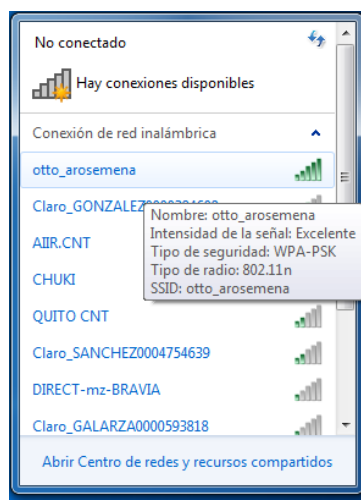 No conectado
Hay conexiones disponibles
Conexión de red inalámbrica
otto_arosemena
Claro_GONZALEZ
Nombre: otto_arosemena
Intensidad de la señal: Excelente
Tipo de seguridad: WPA-PSK
Tipo de radio: 802.11n
SSID: otto_arosemena
AIIR.CNT
CHUKI
QUITO CNT
Claro_SANCHEZ0004754639
DIRECT-mz-BRAVIA
Claro_GALARZA0000593818
Abrir Centro de redes y recursos compartidos